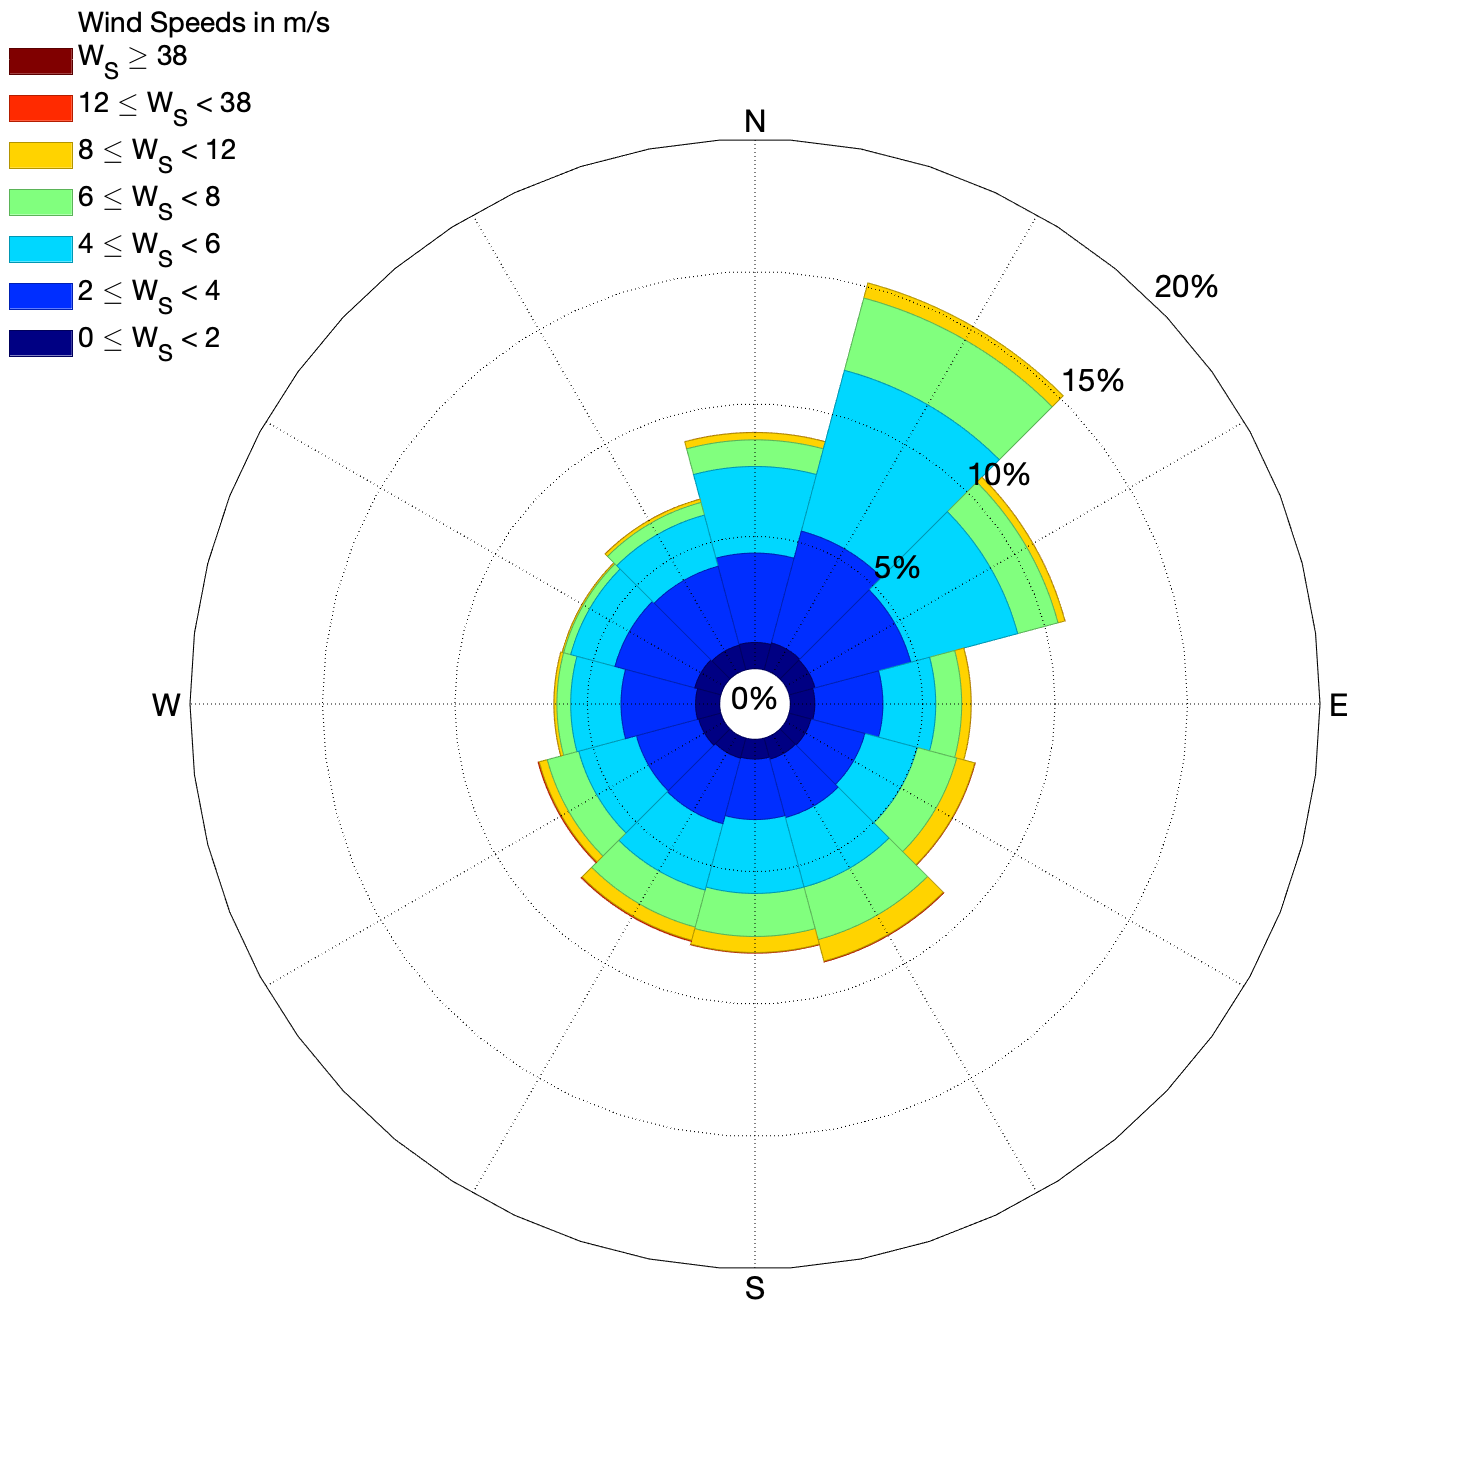 Wind Speeds in m/s
W_S ≥ 38
12 ≤ W_S < 38
8 ≤ W_S < 12
6 ≤ W_S < 8
4 ≤ W_S < 6
2 ≤ W_S < 4
0 ≤ W_S < 2
N
20%
15%
10%
5%
0%
W
E
S